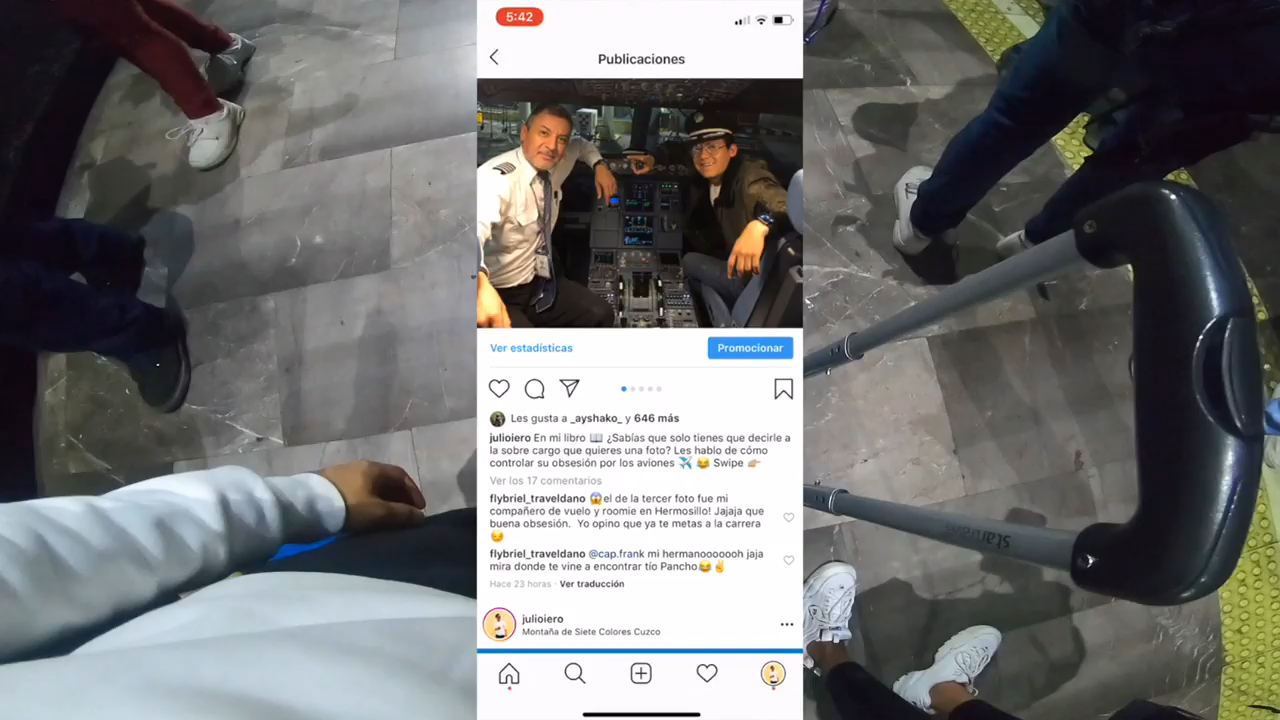 5:42
Publicaciones
Ver estadísticas
Promocionar
Les gusta a _ayshako_ y 646 más
julioiero En mi libro 📖 ¿Sabías que solo tienes que decirle a
la sobre cargo que quieres una foto? Les hablo de cómo
controlar su obsesión por los aviones ✈️ 😂 Swipe 👉🏼
Ver los 17 comentarios
flybriel_traveldano 😱el de la tercer foto fue mi
compañero de vuelo y roomie en Hermosillo! Jajaja que
buena obsesión. Yo opino que ya te metas a la carrera
😏
flybriel_traveldano @cap.frank mi hermanoooooooh jaja
mira donde te vine a encontrar tío Pancho😂✌️
Hace 23 horas · Ver traducción
julioiero
Montaña de Siete Colores Cuzco